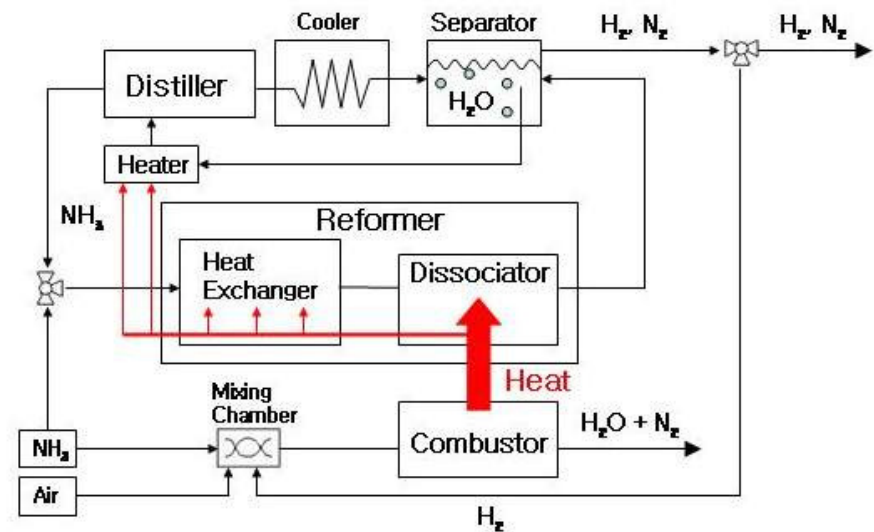 Cooler
Separator
H₂, N₂
H₂, N₂
Distiller
H₂O
Heater
NH₃
Reformer
Heat
Exchanger
Dissociator
Heat
Mixing
Chamber
Combustor
H₂O + N₂
NH₃
Air
H₂